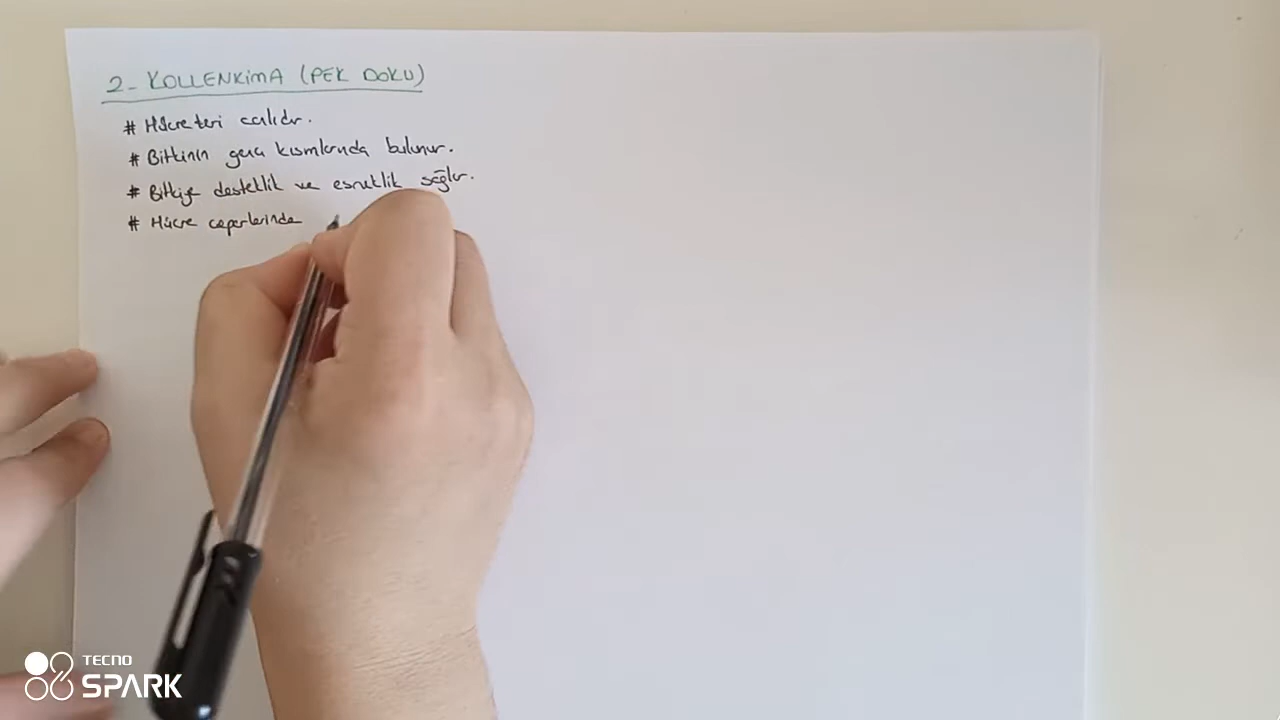 2- KOLLENKİMA (PEK DOKU)
# Hücreleri canlıdır.
# Bitkinin genç kısımlarında bulunur.
# Bitkiye desteklik ve esneklik sağlar.
# Hücre çeperlerinde
TECNO
SPARK